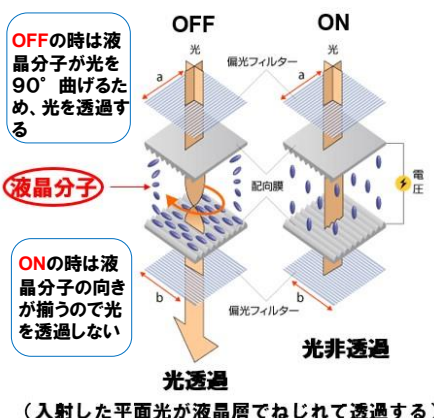 OFF
ON
OFFの時は液
晶分子が光を
90°曲げるた
め、光を透過す
る
光
光
偏光フィルター
a
a
液晶分子
配向膜
電圧
ONの時は液
晶分子の向き
が揃うので光
を透過しない
b
b
偏光フィルター
光非透過
光透過
(入射した平面光が液晶層でねじれて透過する)